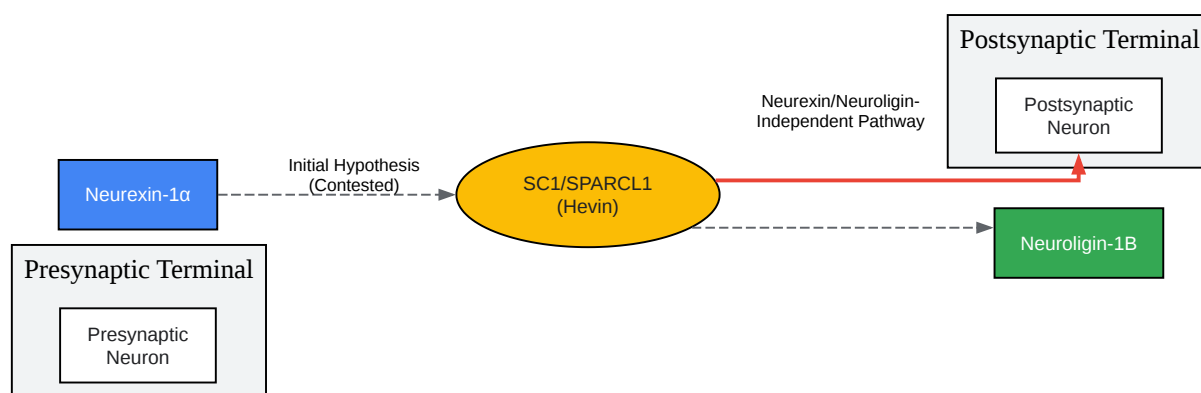 Postsynaptic Terminal
Postsynaptic
Neuron
Neurexin/Neuroligin-
Independent Pathway
Initial Hypothesis
(Contested)
Neurexin-1α
SC1/SPARCL1
(Hevin)
Neuroligin-1B
Presynaptic Terminal
Presynaptic
Neuron